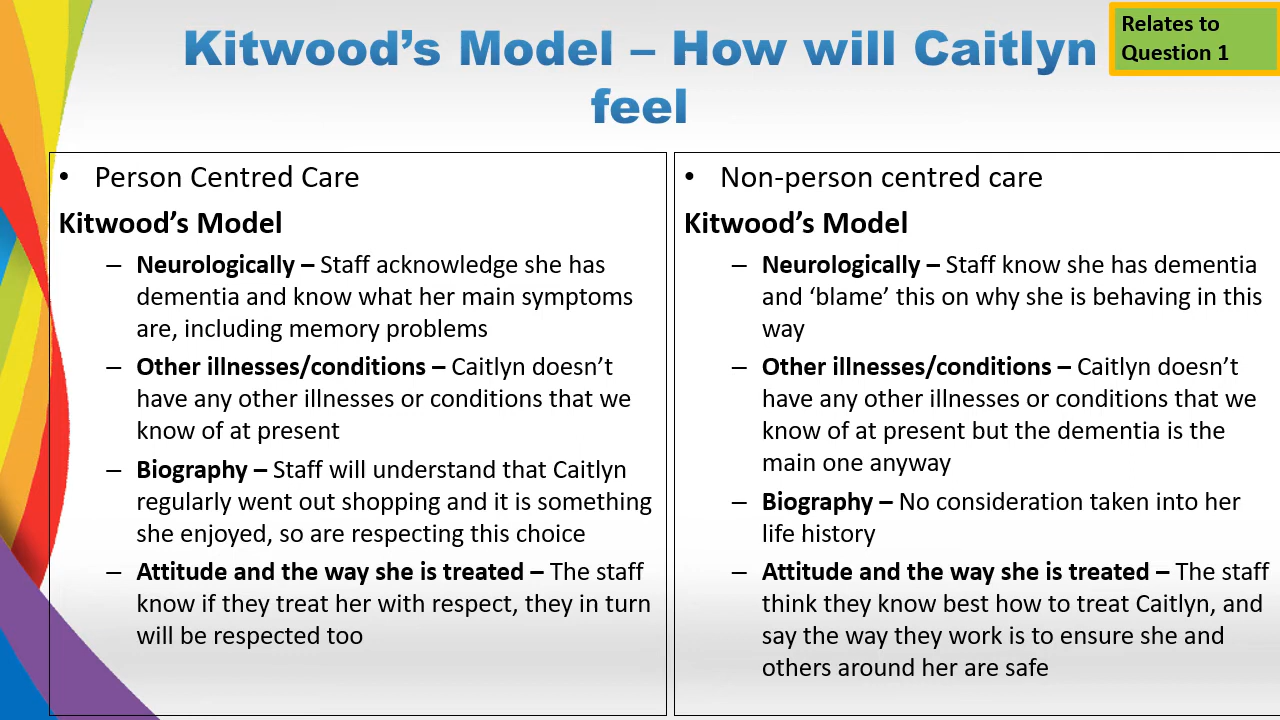 Kitwood’s Model – How will Caitlyn
feel
Relates to
Question 1
• Person Centred Care
Kitwood’s Model
– Neurologically – Staff acknowledge she has
dementia and know what her main symptoms
are, including memory problems
– Other illnesses/conditions – Caitlyn doesn’t
have any other illnesses or conditions that we
know of at present
– Biography – Staff will understand that Caitlyn
regularly went out shopping and it is something
she enjoyed, so are respecting this choice
– Attitude and the way she is treated – The staff
know if they treat her with respect, they in turn
will be respected too
• Non-person centred care
Kitwood’s Model
– Neurologically – Staff know she has dementia
and ‘blame’ this on why she is behaving in this
way
– Other illnesses/conditions – Caitlyn doesn’t
have any other illnesses or conditions that we
know of at present but the dementia is the
main one anyway
– Biography – No consideration taken into her
life history
– Attitude and the way she is treated – The staff
think they know best how to treat Caitlyn, and
say the way they work is to ensure she and
others around her are safe